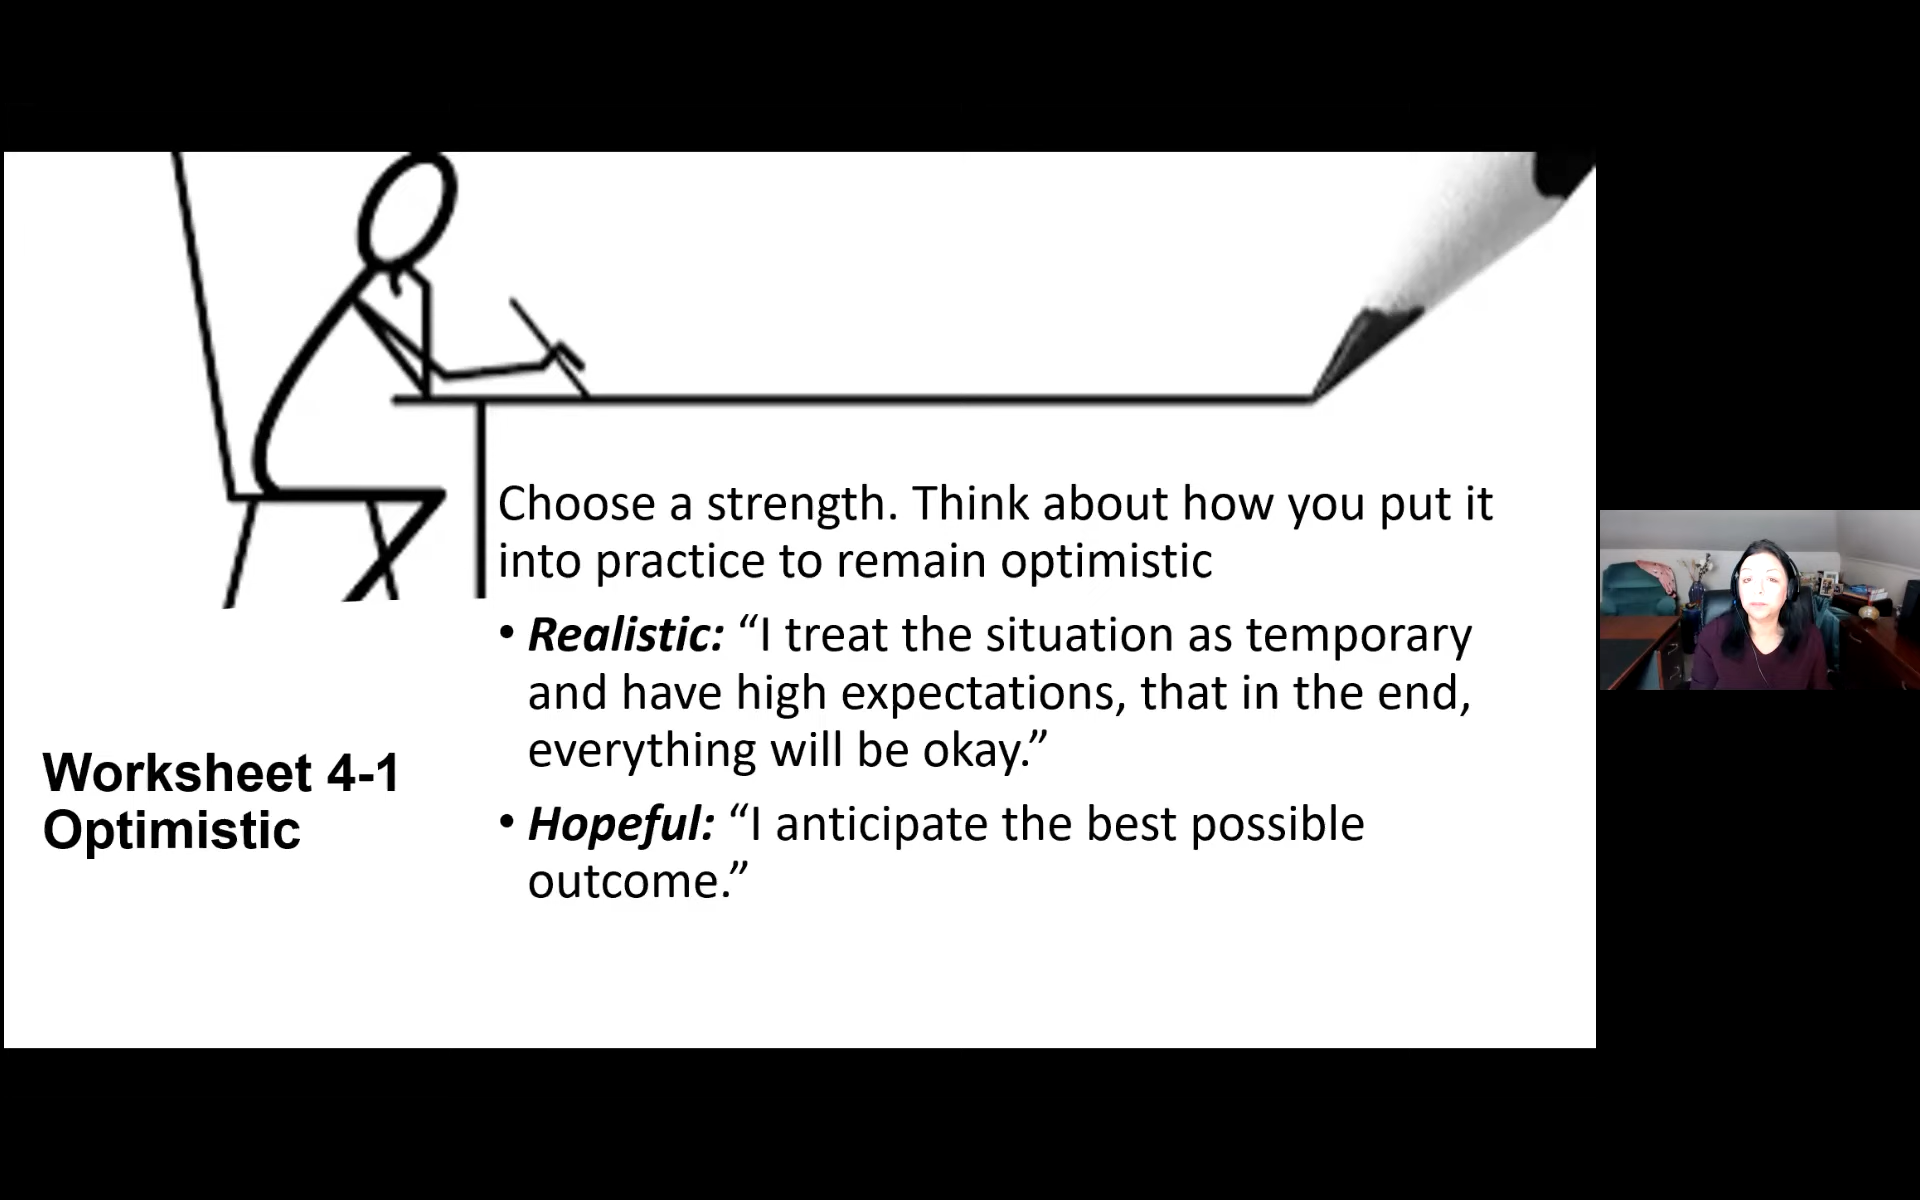 Choose a strength. Think about how you put it
into practice to remain optimistic
• Realistic: “I treat the situation as temporary
and have high expectations, that in the end,
everything will be okay.”
• Hopeful: “I anticipate the best possible
outcome.”
Worksheet 4-1
Optimistic